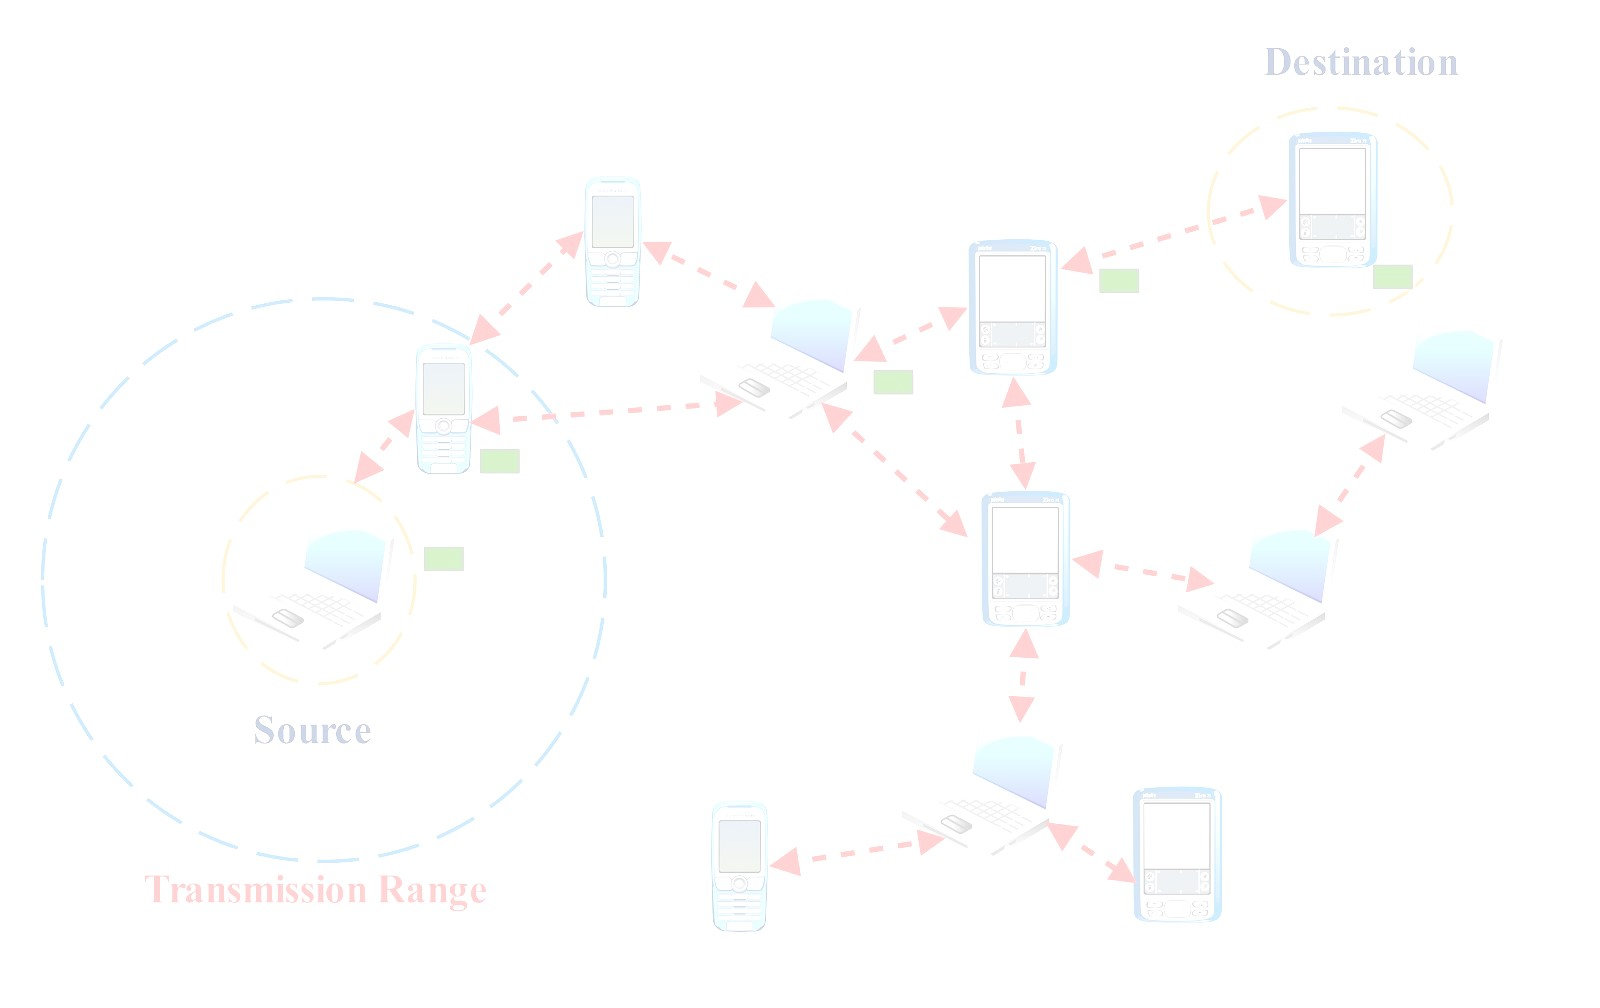 Destination
Source
Transmission Range